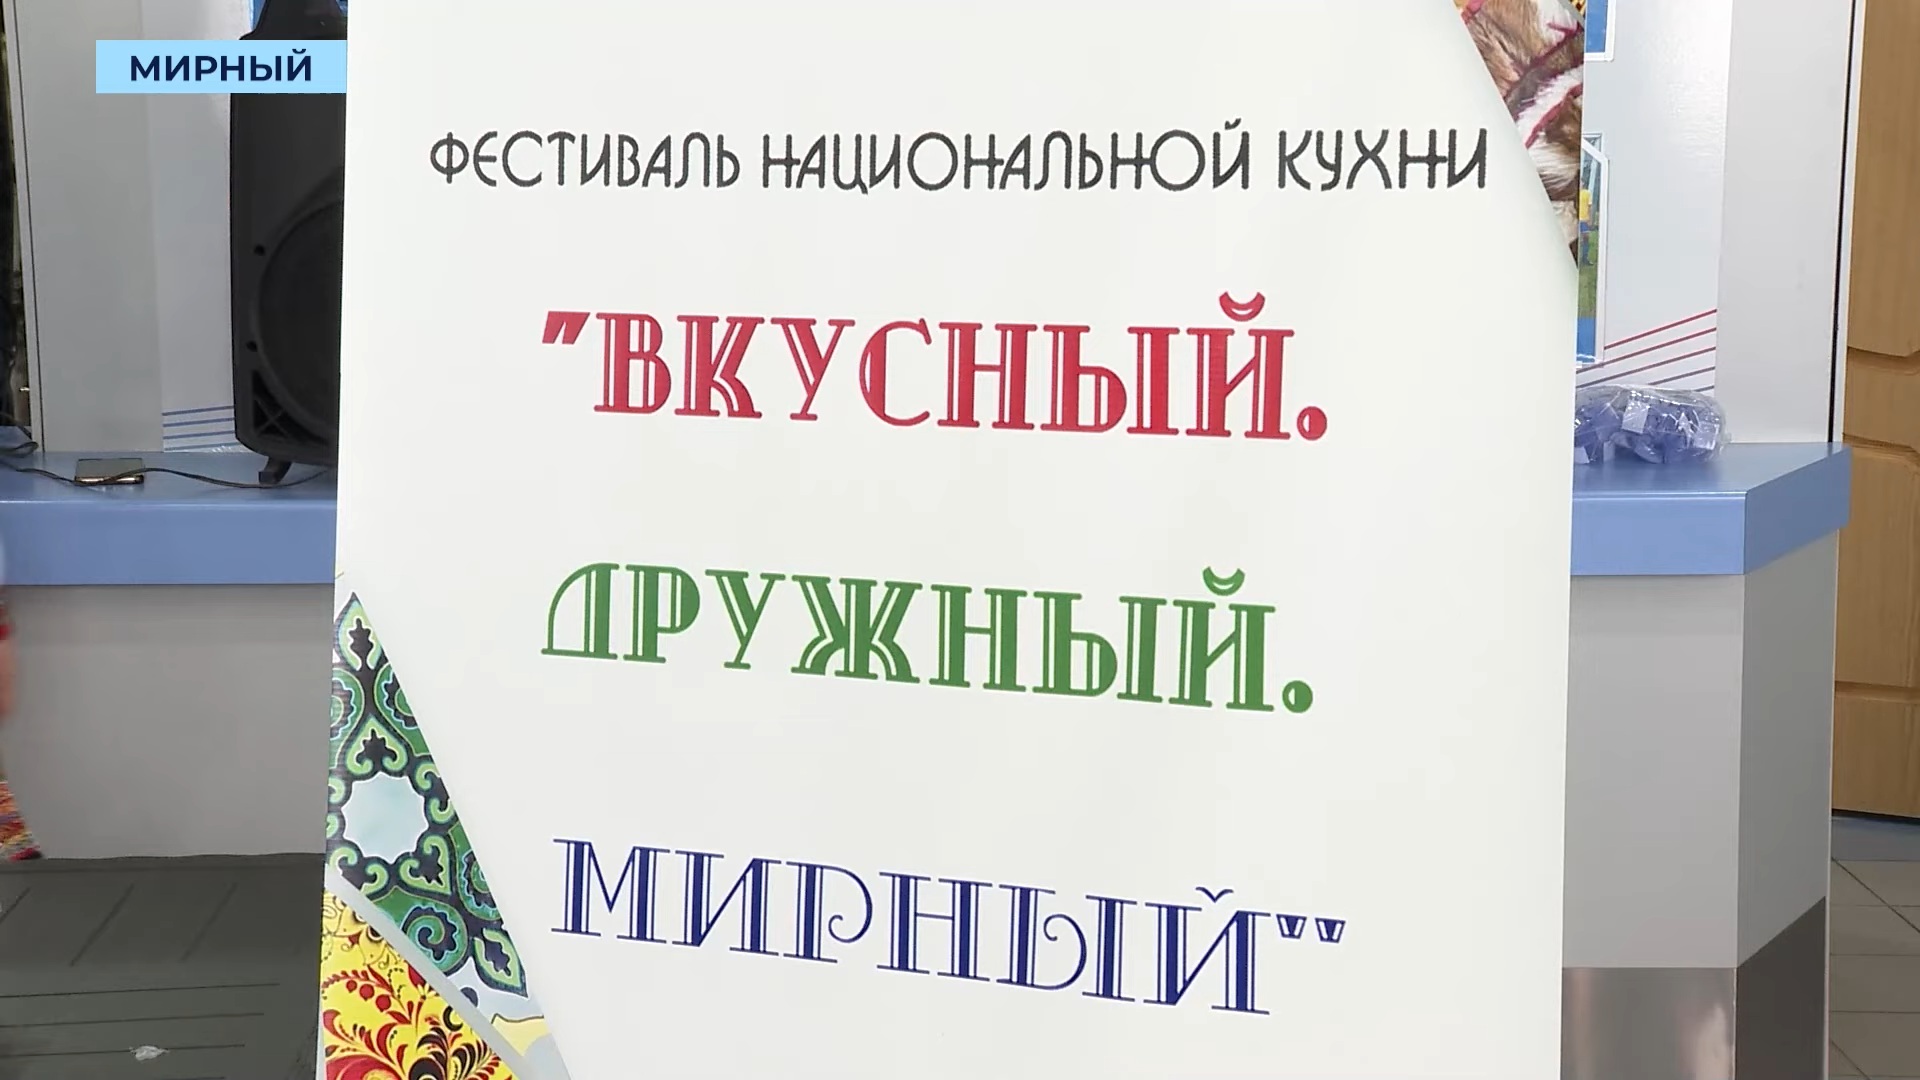 МИРНЫЙ
ФЕСТИВАЛЬ НАЦИОНАЛЬНОЙ КУХНИ
"ВКУСНЫЙ.
ДРУЖНЫЙ.
МИРНЫЙ"